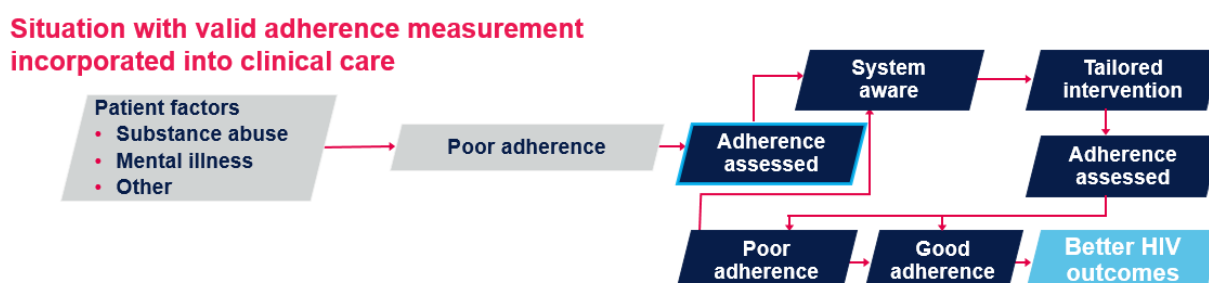 Situation with valid adherence measurement
incorporated into clinical care
Patient factors
• Substance abuse
• Mental illness
• Other
Poor adherence
Adherence
assessed
System
aware
Tailored
intervention
Adherence
assessed
Poor
adherence
Good
adherence
Better HIV
outcomes